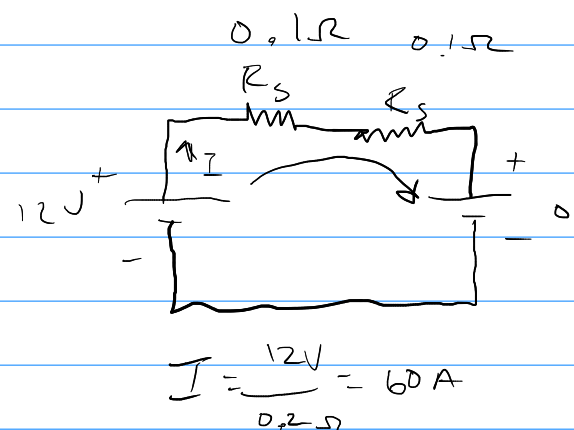 0.1Ω 0.1Ω
Rs Rs
I
+ +
12V 0
- -
I = 12V / 0.2Ω = 60A